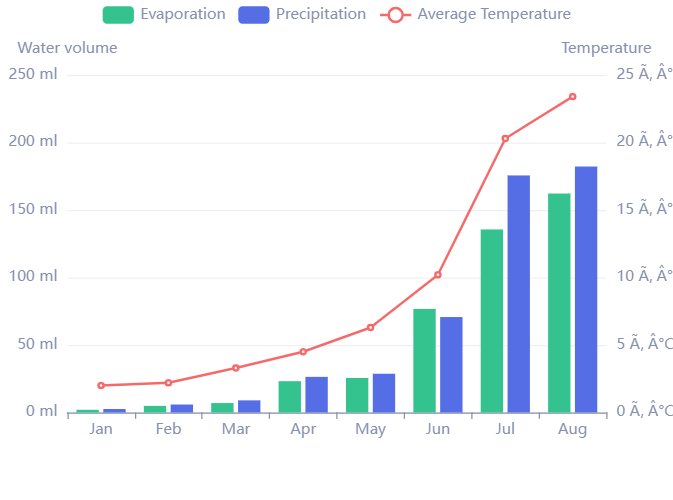 Evaporation Precipitation Average Temperature
Water volume Temperature
250 ml 25 Ã‚Â°
200 ml 20 Ã‚Â°
150 ml 15 Ã‚Â°
100 ml 10 Ã‚Â°
50 ml 5 Ã‚Â°C
0 ml 0 Ã‚Â°C
Jan Feb Mar Apr May Jun Jul Aug